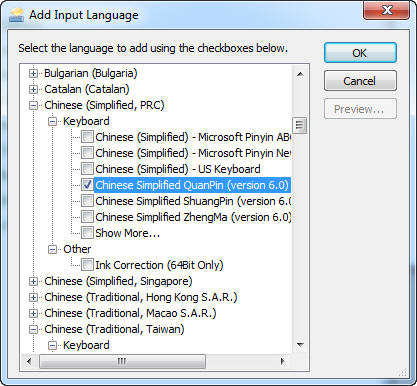 Add Input Language
Select the language to add using the checkboxes below.
OK
Cancel
Preview...
Bulgarian (Bulgaria)
Catalan (Catalan)
Chinese (Simplified, PRC)
Keyboard
Chinese (Simplified) - Microsoft Pinyin AB
Chinese (Simplified) - Microsoft Pinyin New
Chinese (Simplified) - US Keyboard
Chinese Simplified QuanPin (version 6.0)
Chinese Simplified ShuangPin (version 6.0
Chinese Simplified ZhengMa (version 6.0)
Show More...
Other
Ink Correction (64Bit Only)
Chinese (Simplified, Singapore)
Chinese (Traditional, Hong Kong S.A.R.)
Chinese (Traditional, Macao S.A.R.)
Chinese (Traditional, Taiwan)
Keyboard